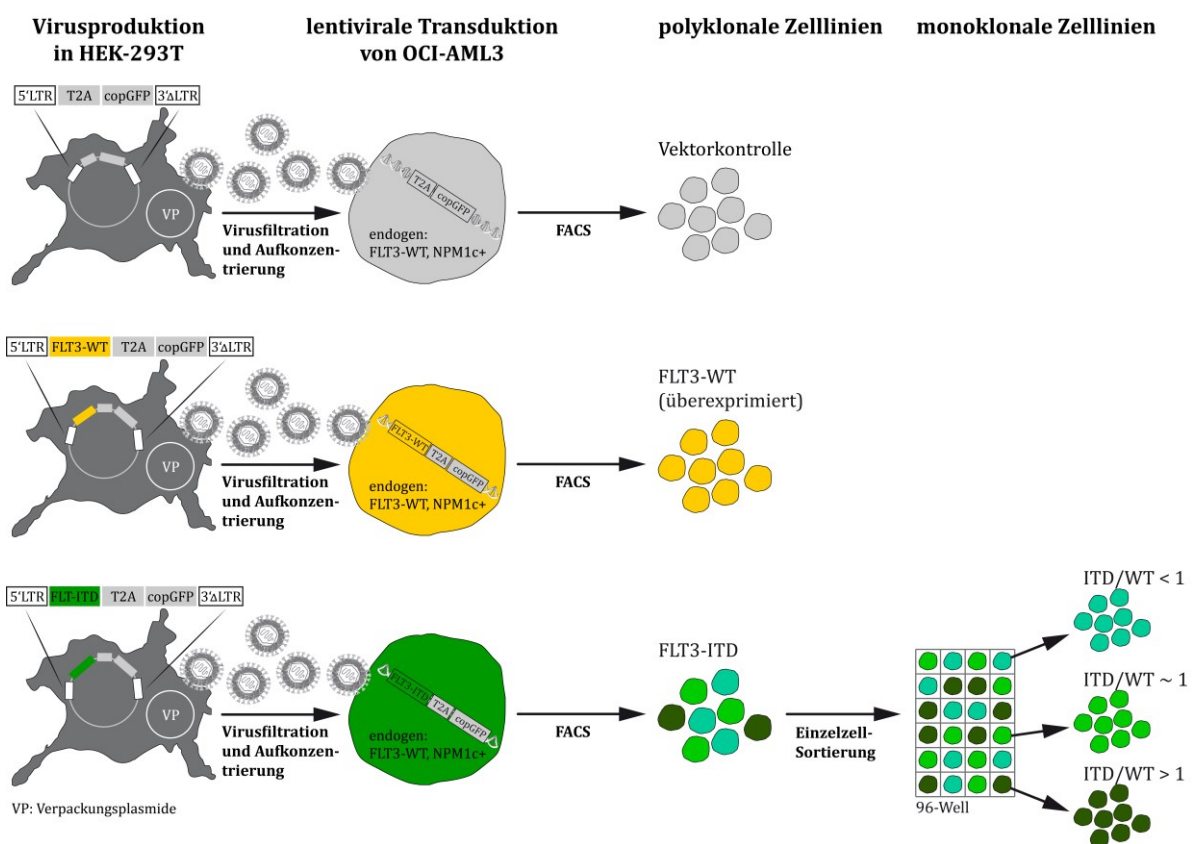 Virusproduktion
in HEK-293T
lentivirale Transduktion
von OCI-AML3
polyklonale Zelllinien
monoklonale Zelllinien
5'LTR T2A copGFP 3'ΔLTR
VP
Virusfiltration
und Aufkonzen-
trierung
T2A copGFP
endogen:
FLT3-WT, NPM1c+
FACS
Vektorkontrolle
5'LTR FLT3-WT T2A copGFP 3'ΔLTR
VP
Virusfiltration
und Aufkonzen-
trierung
FLT3-WT T2A copGFP
endogen:
FLT3-WT, NPM1c+
FACS
FLT3-WT
(überexprimiert)
5'LTR FLT-ITD T2A copGFP 3'ΔLTR
VP
Virusfiltration
und Aufkonzen-
trierung
FLT3-ITD T2A copGFP
endogen:
FLT3-WT, NPM1c+
FACS
FLT3-ITD
Einzelzell-
Sortierung
96-Well
ITD/WT < 1
ITD/WT ~ 1
ITD/WT > 1
VP: Verpackungsplasmide